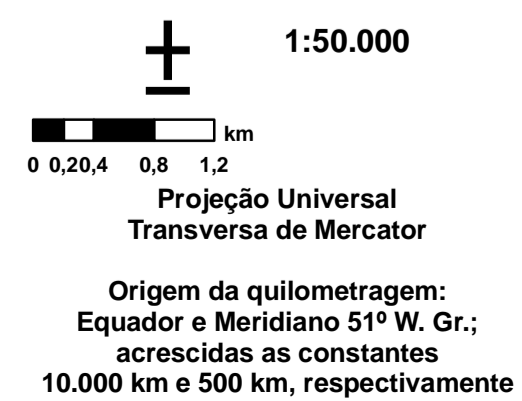 ±
1:50.000
km
0 0,20,4 0,8 1,2
Projeção Universal
Transversa de Mercator
Origem da quilometragem:
Equador e Meridiano 51º W. Gr.;
acrescidas as constantes
10.000 km e 500 km, respectivamente